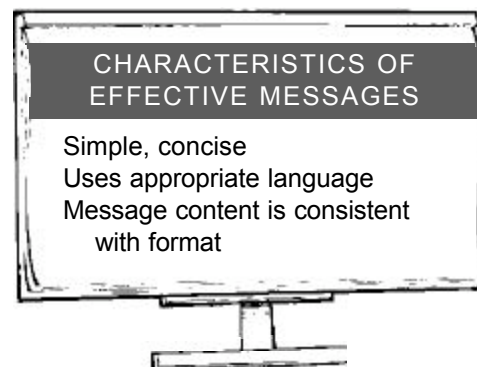 CHARACTERISTICS OF
EFFECTIVE MESSAGES
Simple, concise
Uses appropriate language
Message content is consistent
with format